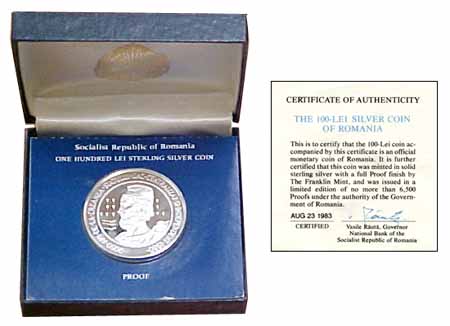 Socialist Republic of Romania
ONE HUNDRED LEI STERLING SILVER COIN
PROOF
CERTIFICATE OF AUTHENTICITY
THE 100-LEI SILVER COIN
OF ROMANIA
This is to certify that the 100-Lei coin ac-
companied by this certificate is an official
monetary coin of Romania. It is further
certified that this coin was minted in solid
sterling silver with a full Proof finish by
The Franklin Mint, and was issued in a
limited edition of no more than 6,500
Proofs under the authority of the Govern-
ment of Romania.
AUG 23 1983
CERTIFIED
Vasile Răuta, Governor
National Bank of the
Socialist Republic of Romania